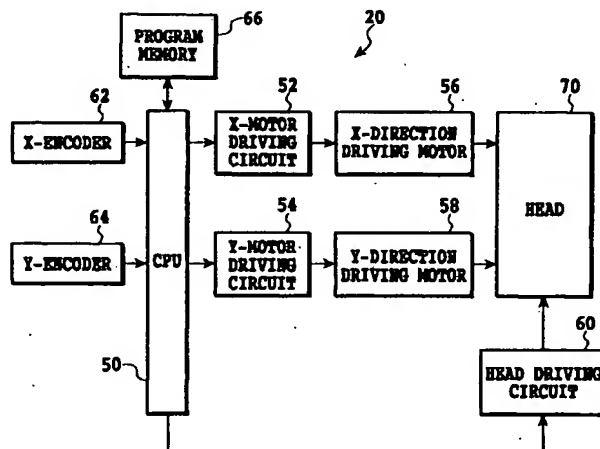 66
20
PROGRAM
MEMORY
62
52
56
70
X-ENCODER
X-MOTOR
DRIVING
CIRCUIT
X-DIRECTION
DRIVING MOTOR
HEAD
64
54
58
Y-ENCODER
CPU
Y-MOTOR
DRIVING
CIRCUIT
Y-DIRECTION
DRIVING MOTOR
60
50
HEAD DRIVING
CIRCUIT